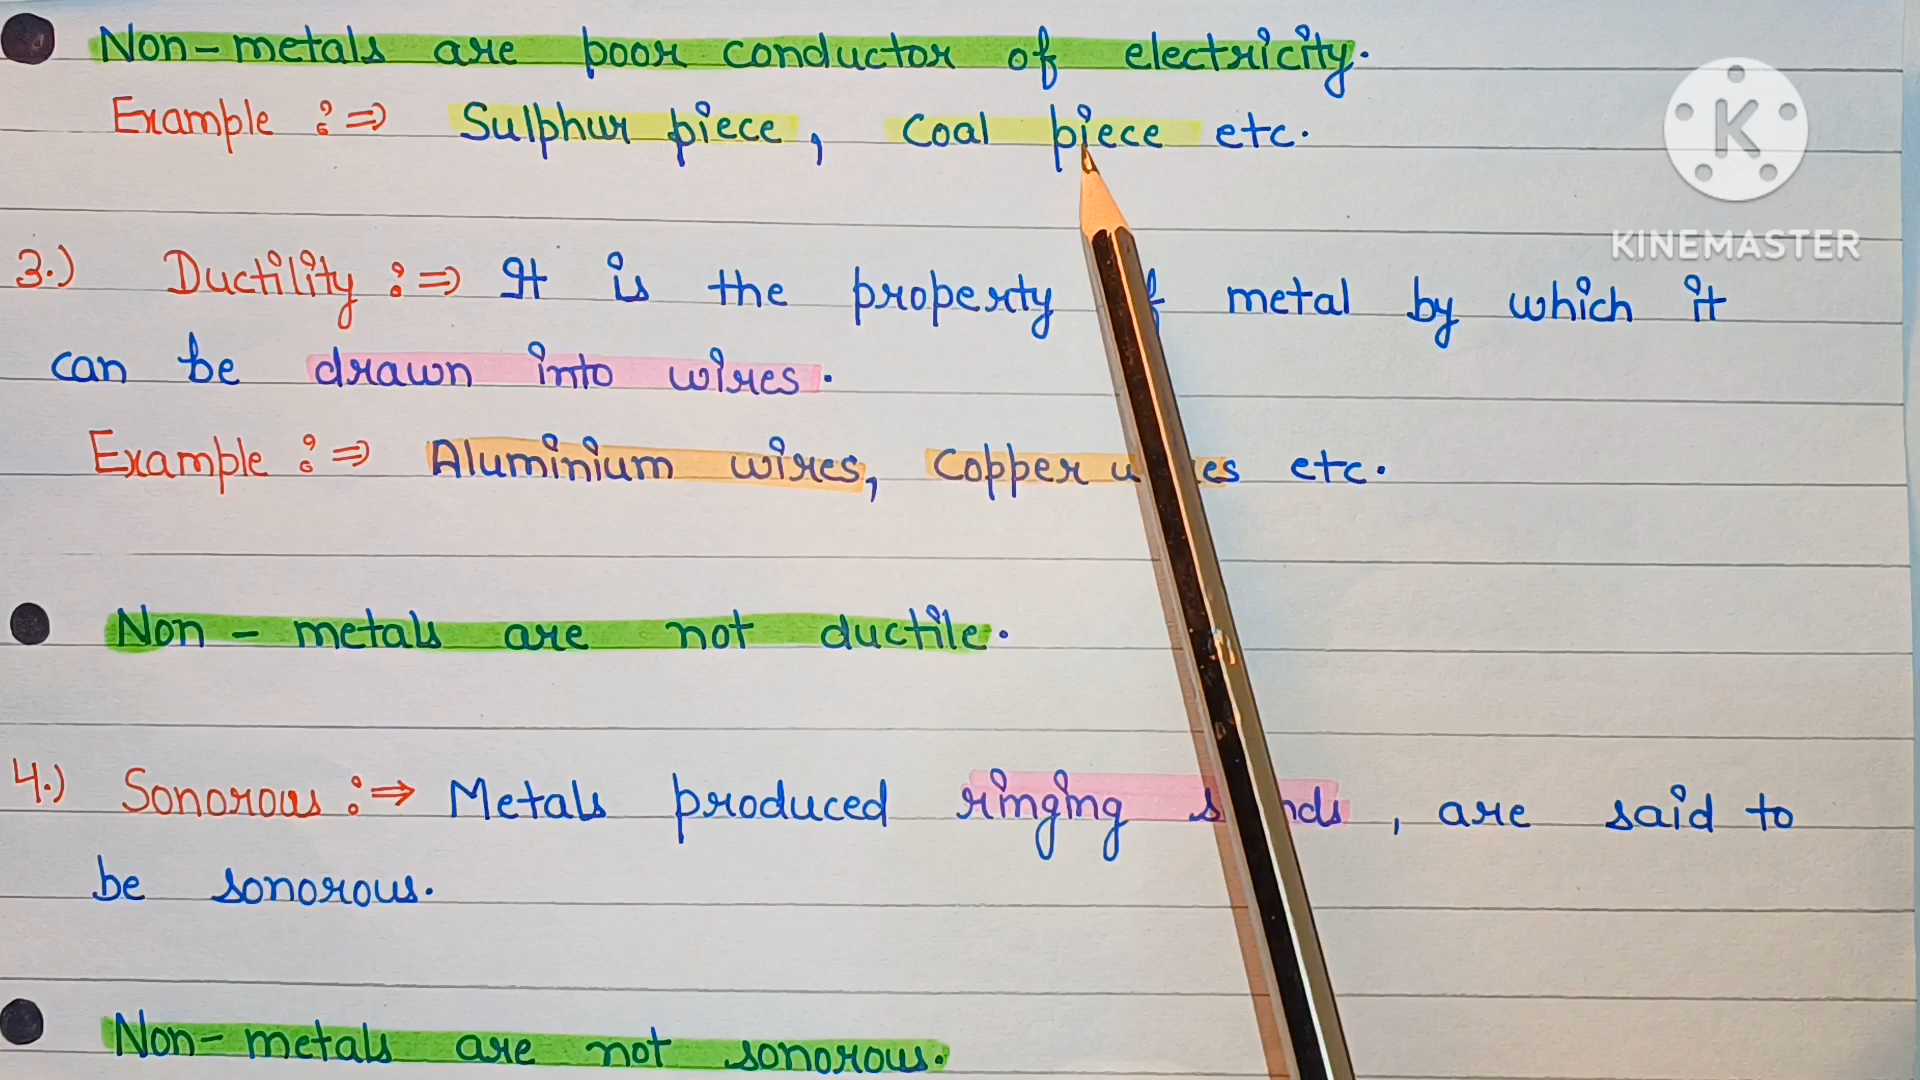 Non-metals are poor conductor of electricity.
Example :⇒ Sulphur piece, Coal piece etc.
K
KINEMASTER
3.) Ductility :⇒ It is the property metal by which it
can be drawn into wires.
Example :⇒ Aluminium wires, Copper etc.
Non - metals are not ductile.
4.) Sonorous :⇒ Metals produced ringing , are said to
be sonorous.
Non-metals are not sonorous.